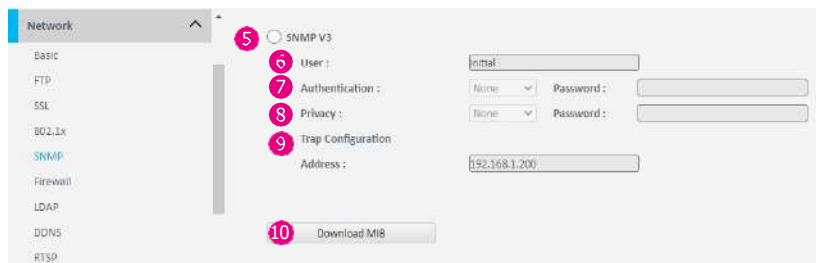 Network
Basic
FTP
SSL
802.1x
SNMP
Firewall
LDAP
DDNS
RTSP
5 SNMP V3
6 User : initial
7 Authentication : None Password :
8 Privacy : None Password :
9 Trap Configuration
Address : 192.168.1.200
10 Download MIB